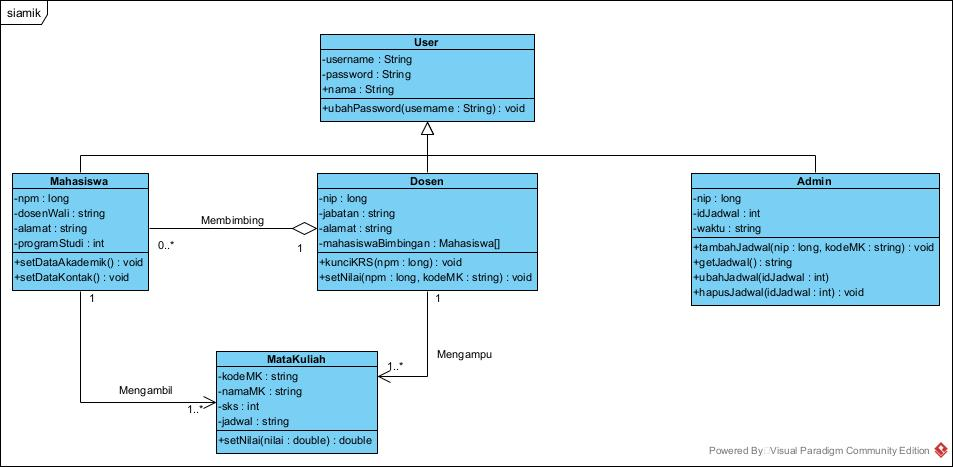 siamik
User
-username : String
-password : String
+nama : String
+ubahPassword(username : String) : void
Mahasiswa
-npm : long
-dosenWali : string
-alamat : string
-programStudi : int
+setDataAkademik() : void
+setDataKontak() : void
Membimbing
0..*
1
Dosen
-nip : long
-jabatan : string
-alamat : string
-mahasiswaBimbingan : Mahasiswa[]
+kunciKRS(npm : long) : void
+setNilai(npm : long, kodeMK : string) : void
Admin
-nip : long
-idJadwal : int
-waktu : string
+tambahJadwal(nip : long, kodeMK : string) : void
+getJadwal() : string
+ubahJadwal(idJadwal : int)
+hapusJadwal(idJadwal : int) : void
1
1
Mengambil
1..*
Mengampu
1..*
MataKuliah
-kodeMK : string
-namaMK : string
-sks : int
-jadwal : string
+setNilai(nilai : double) : double
Powered By Visual Paradigm Community Edition